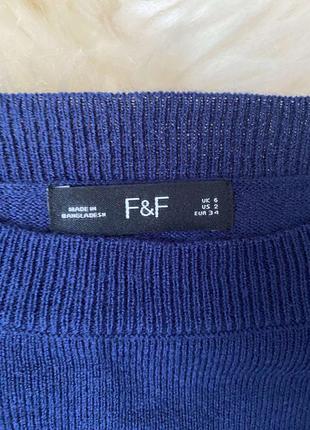 MADE IN
BANGLADESH
F&F
UK 6
US 2
EUR 34